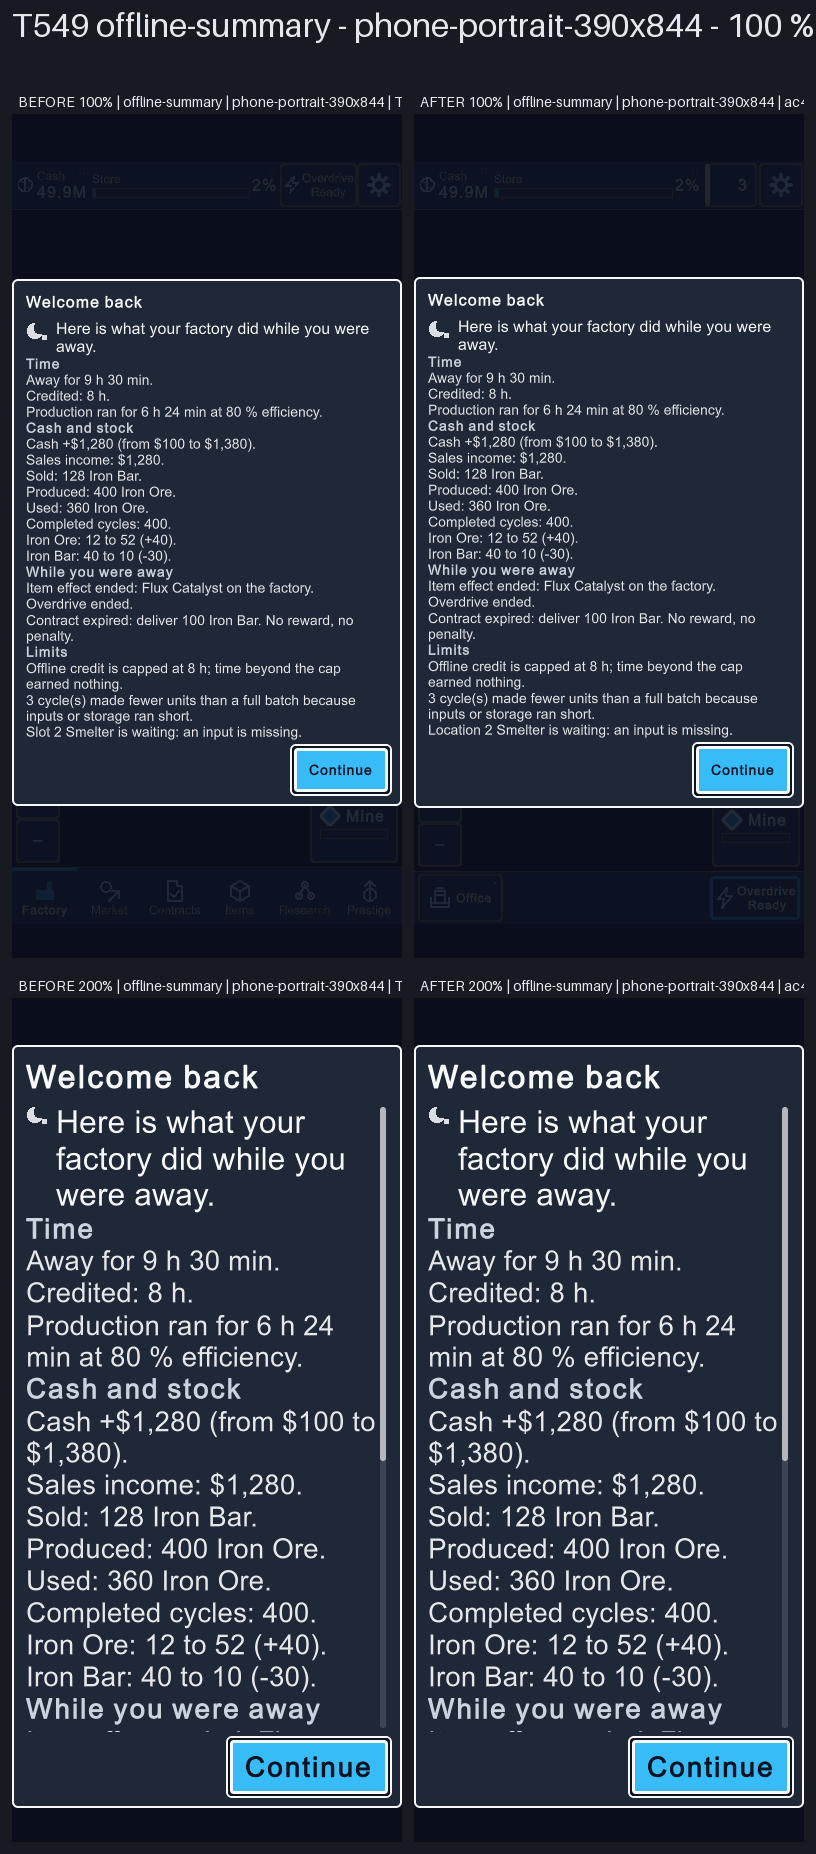 T549 offline-summary - phone-portrait-390x844 - 100 %
BEFORE 100% | offline-summary | phone-portrait-390x844 | T
Cash
49.9M
Store
2%
Overdrive
Ready
Welcome back
Here is what your factory did while you were
away.
Time
Away for 9 h 30 min.
Credited: 8 h.
Production ran for 6 h 24 min at 80 % efficiency.
Cash and stock
Cash +$1,280 (from $100 to $1,380).
Sales income: $1,280.
Sold: 128 Iron Bar.
Produced: 400 Iron Ore.
Used: 360 Iron Ore.
Completed cycles: 400.
Iron Ore: 12 to 52 (+40).
Iron Bar: 40 to 10 (-30).
While you were away
Item effect ended: Flux Catalyst on the factory.
Overdrive ended.
Contract expired: deliver 100 Iron Bar. No reward, no
penalty.
Limits
Offline credit is capped at 8 h; time beyond the cap
earned nothing.
3 cycle(s) made fewer units than a full batch because
inputs or storage ran short.
Slot 2 Smelter is waiting: an input is missing.
Continue
−
Mine
Factory
Market
Contracts
Items
Research
Prestige
AFTER 100% | offline-summary | phone-portrait-390x844 | ac4
Cash
49.9M
Store
2%
3
Welcome back
Here is what your factory did while you were
away.
Time
Away for 9 h 30 min.
Credited: 8 h.
Production ran for 6 h 24 min at 80 % efficiency.
Cash and stock
Cash +$1,280 (from $100 to $1,380).
Sales income: $1,280.
Sold: 128 Iron Bar.
Produced: 400 Iron Ore.
Used: 360 Iron Ore.
Completed cycles: 400.
Iron Ore: 12 to 52 (+40).
Iron Bar: 40 to 10 (-30).
While you were away
Item effect ended: Flux Catalyst on the factory.
Overdrive ended.
Contract expired: deliver 100 Iron Bar. No reward, no
penalty.
Limits
Offline credit is capped at 8 h; time beyond the cap
earned nothing.
3 cycle(s) made fewer units than a full batch because
inputs or storage ran short.
Location 2 Smelter is waiting: an input is missing.
Continue
−
Mine
Office
Overdrive
Ready
BEFORE 200% | offline-summary | phone-portrait-390x844 | T
Welcome back
Here is what your
factory did while you
were away.
Time
Away for 9 h 30 min.
Credited: 8 h.
Production ran for 6 h 24
min at 80 % efficiency.
Cash and stock
Cash +$1,280 (from $100 to
$1,380).
Sales income: $1,280.
Sold: 128 Iron Bar.
Produced: 400 Iron Ore.
Used: 360 Iron Ore.
Completed cycles: 400.
Iron Ore: 12 to 52 (+40).
Iron Bar: 40 to 10 (-30).
While you were away
Continue
AFTER 200% | offline-summary | phone-portrait-390x844 | ac4
Welcome back
Here is what your
factory did while you
were away.
Time
Away for 9 h 30 min.
Credited: 8 h.
Production ran for 6 h 24
min at 80 % efficiency.
Cash and stock
Cash +$1,280 (from $100 to
$1,380).
Sales income: $1,280.
Sold: 128 Iron Bar.
Produced: 400 Iron Ore.
Used: 360 Iron Ore.
Completed cycles: 400.
Iron Ore: 12 to 52 (+40).
Iron Bar: 40 to 10 (-30).
While you were away
Continue